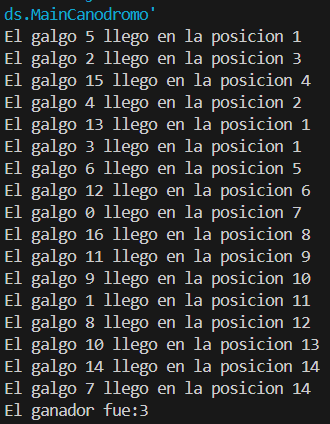 ds.MainCanodromo'
El galgo 5 llego en la posicion 1
El galgo 2 llego en la posicion 3
El galgo 15 llego en la posicion 4
El galgo 4 llego en la posicion 2
El galgo 13 llego en la posicion 1
El galgo 3 llego en la posicion 1
El galgo 6 llego en la posicion 5
El galgo 12 llego en la posicion 6
El galgo 0 llego en la posicion 7
El galgo 16 llego en la posicion 8
El galgo 11 llego en la posicion 9
El galgo 9 llego en la posicion 10
El galgo 1 llego en la posicion 11
El galgo 8 llego en la posicion 12
El galgo 10 llego en la posicion 13
El galgo 14 llego en la posicion 14
El galgo 7 llego en la posicion 14
El ganador fue:3